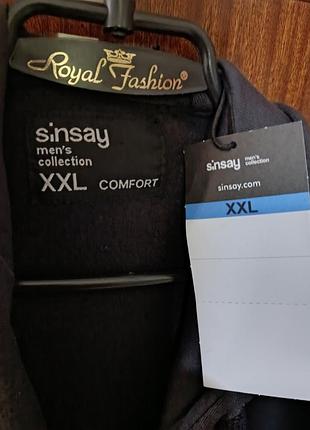 Royal Fashion®
sinsay
men's
collection
XXL COMFORT
sinsay men's
collection
sinsay.com
XXL